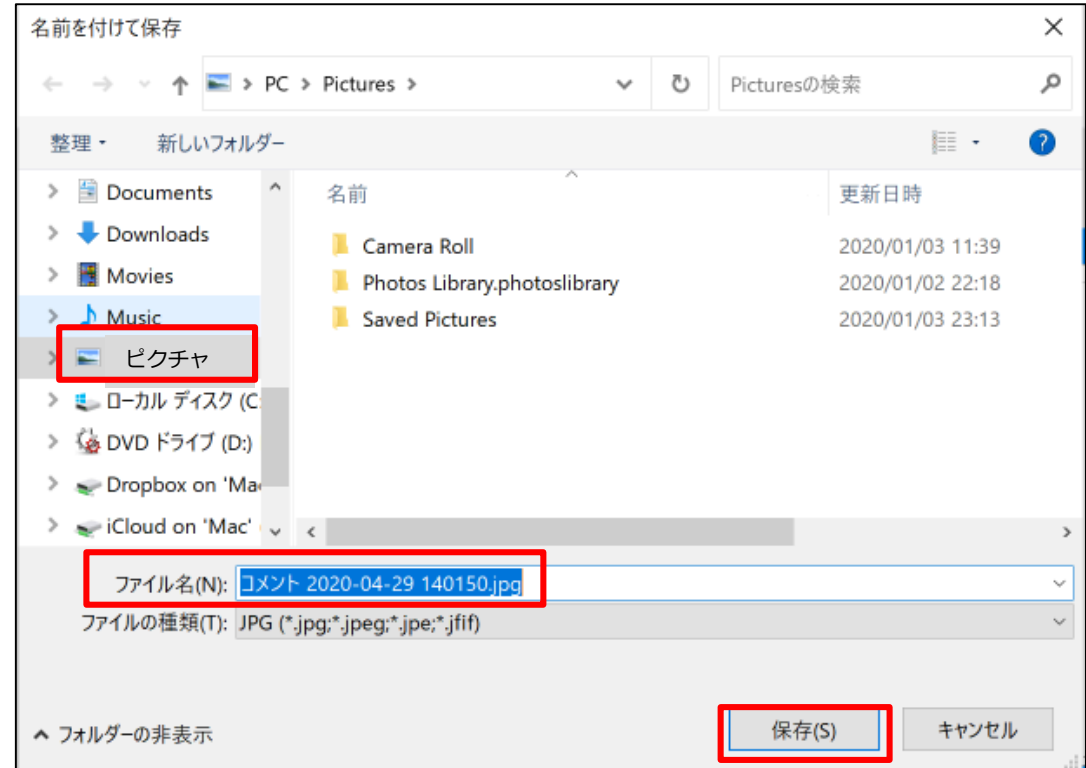 名前を付けて保存
PC > Pictures >
Picturesの検索
整理
新しいフォルダー
?
Documents
Downloads
Movies
Music
ピクチャ
ローカル ディスク (C:
DVD ドライブ (D:)
Dropbox on 'Mac
iCloud on 'Mac' (
名前
更新日時
Camera Roll
2020/01/03 11:39
Photos Library.photoslibrary
2020/01/02 22:18
Saved Pictures
2020/01/03 23:13
ファイル名(N): コメント 2020-04-29 140150.jpg
ファイルの種類(T): JPG (*.jpg;*.jpeg;*.jpe;*.jfif)
フォルダーの非表示
保存(S)
キャンセル